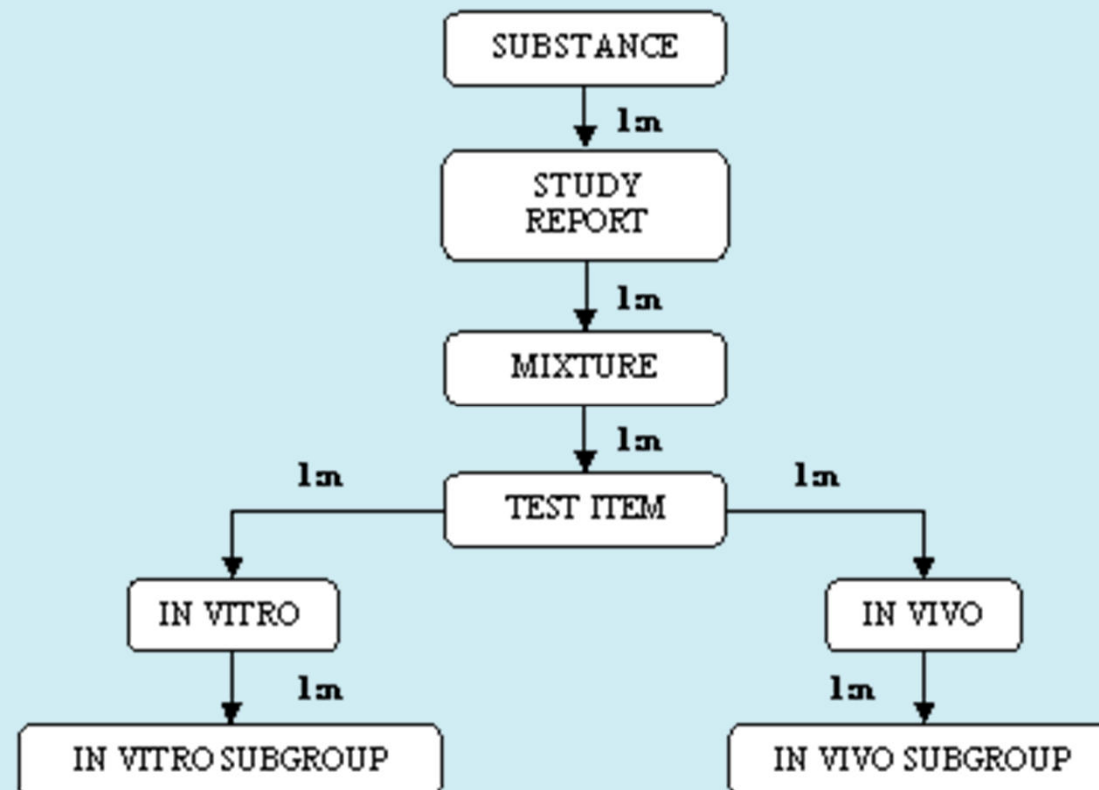 SUBSTANCE
1:n
STUDY
REPORT
1:n
MIXTURE
1:n
1:n
1:n
TEST ITEM
IN VITRO
IN VIVO
1:n
1:n
IN VITRO SUBGROUP
IN VIVO SUBGROUP